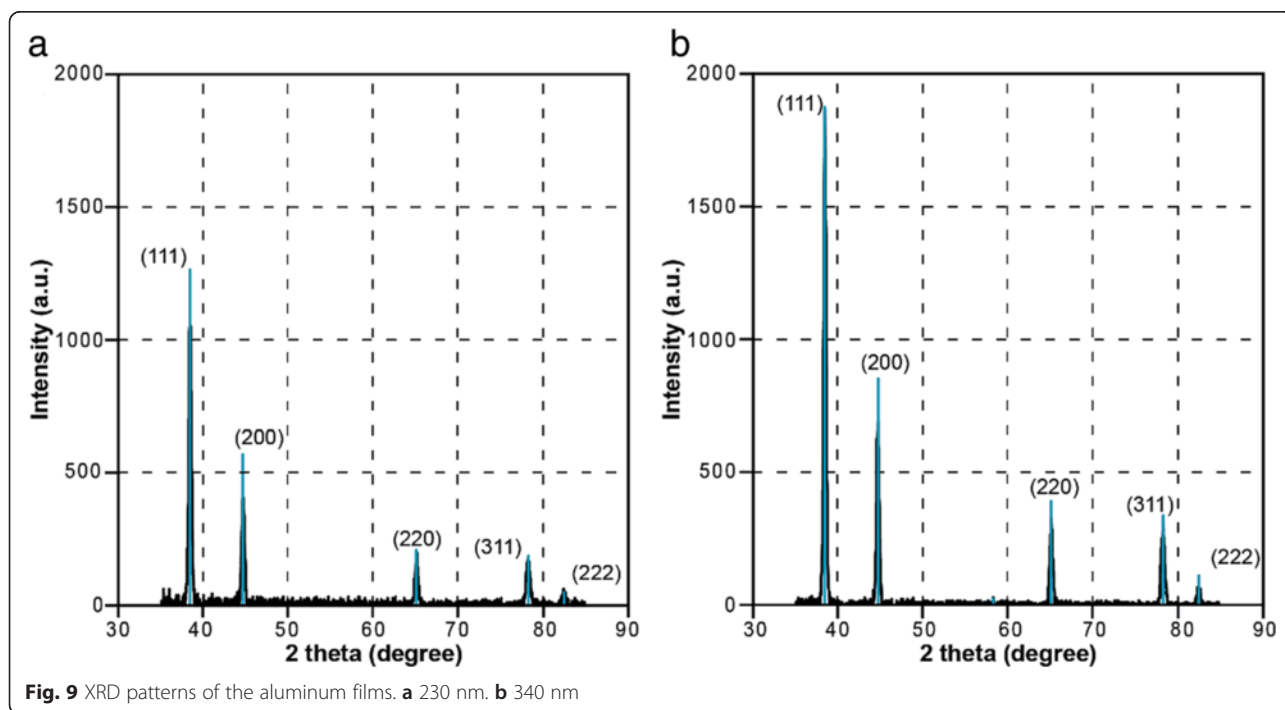 a
2000
1500
1000
500
0
Intensity (a.u.)
(111)
(200)
(220)
(311)
(222)
30 40 50 60 70 80 90
2 theta (degree)
b
2000
1500
1000
500
0
Intensity (a.u.)
(111)
(200)
(220)
(311)
(222)
30 40 50 60 70 80 90
2 theta (degree)
Fig. 9 XRD patterns of the aluminum films. a 230 nm. b 340 nm